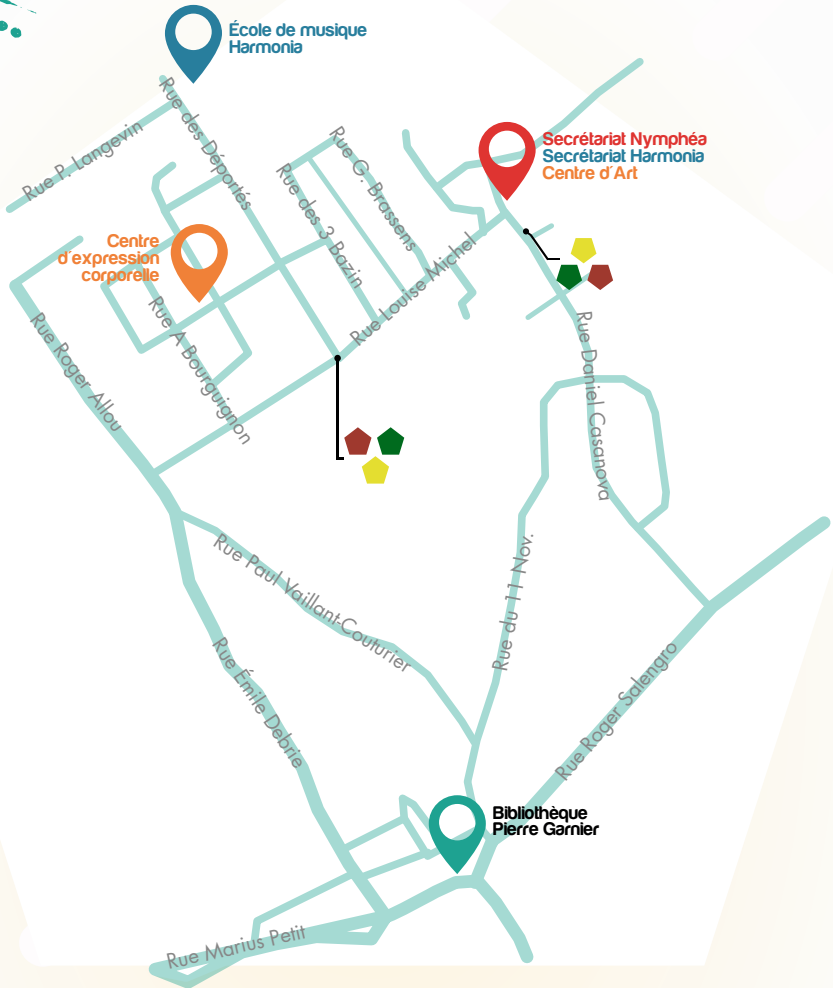 École de musique
Harmonia
Rue P. Langevin
Rue des Déportés
Rue G. Brassens
Rue des 3 Bazin
Secrétariat Nymphéa
Secrétariat Harmonia
Centre d'Art
Centre
d'expression
corporelle
Rue Louise Michel
Rue Roger Allou
Rue A Bourguignon
Rue Daniel Casanova
Rue Paul Vaillant-Couturier
Rue du 11 Nov.
Rue Émile Debrie
Rue Roger Salengro
Bibliothèque
Pierre Garnier
Rue Marius Petit